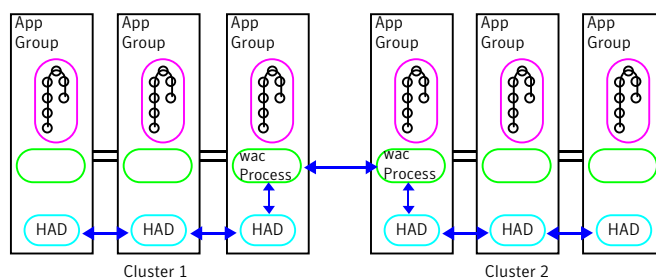 App
Group
App
Group
App
Group
App
Group
App
Group
App
Group
wac
Process
wac
Process
HAD
HAD
HAD
HAD
HAD
HAD
Cluster 1
Cluster 2